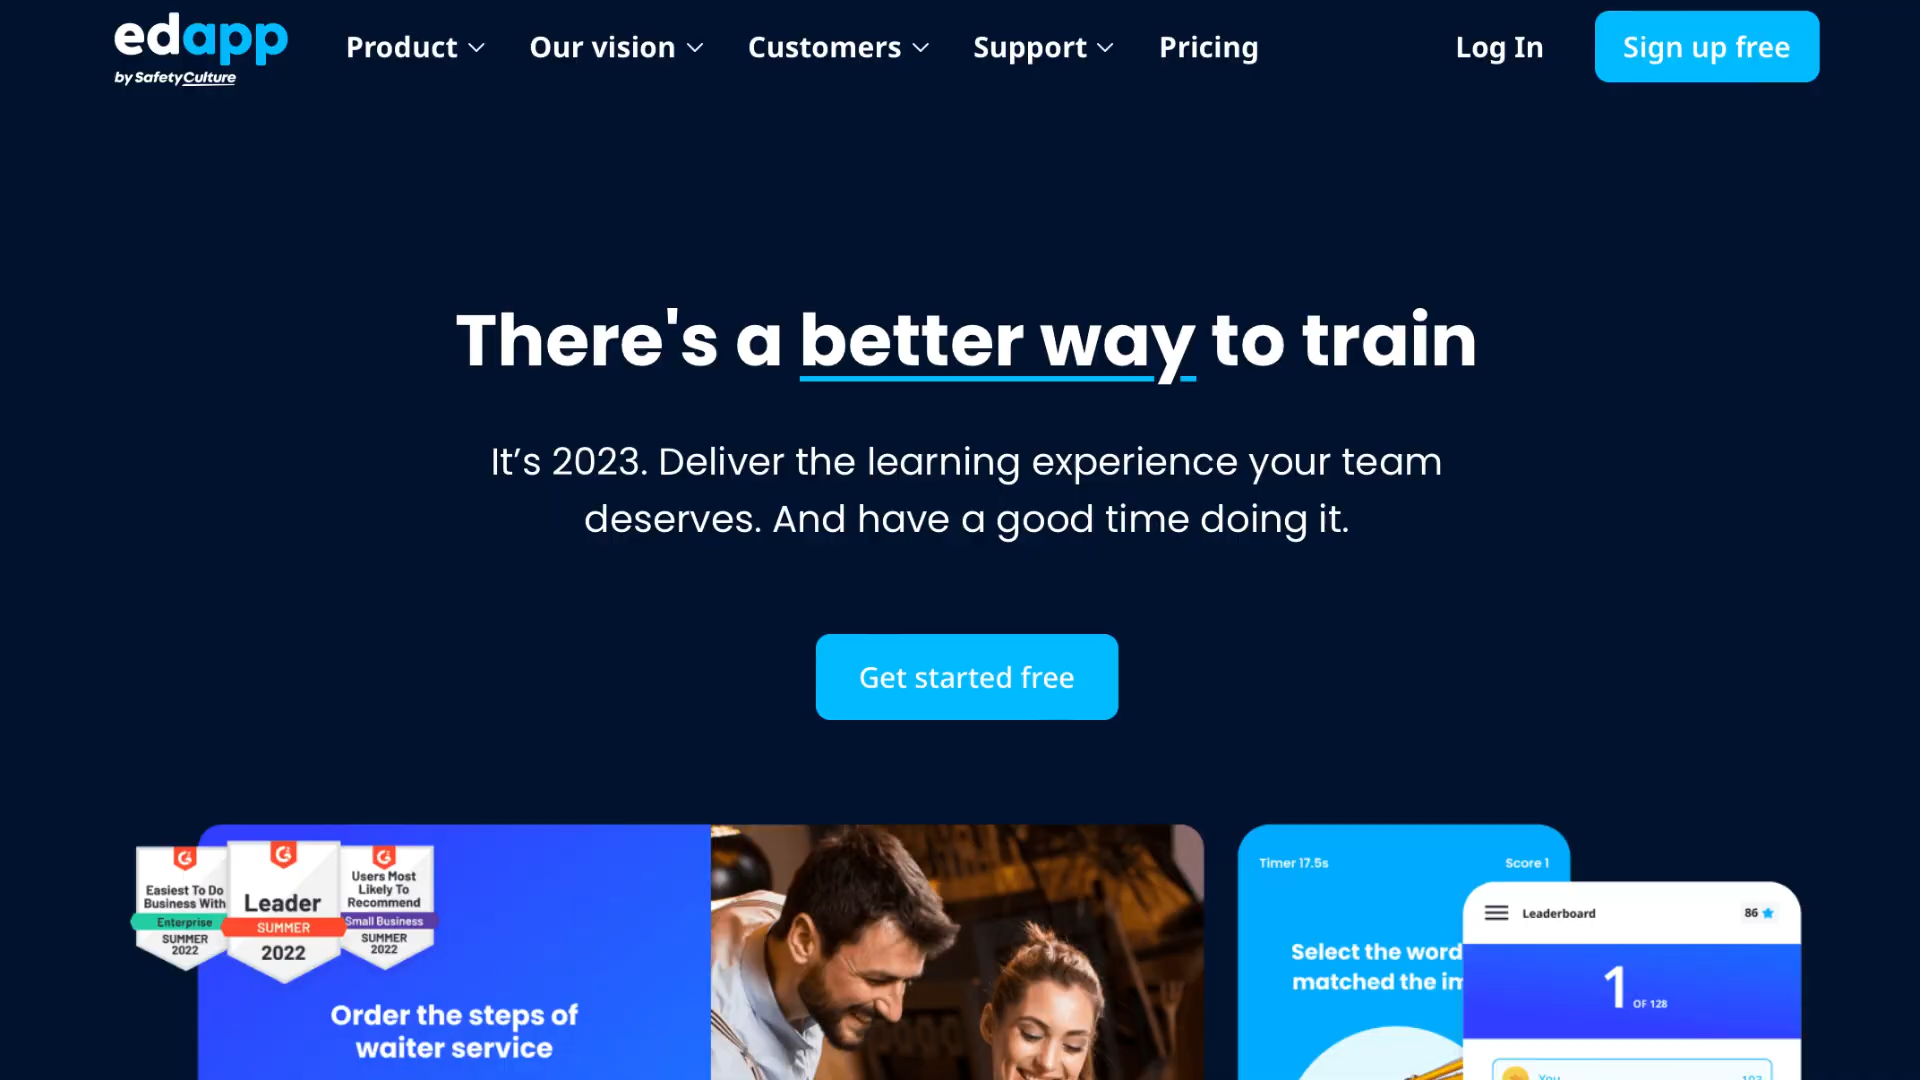 edapp
by SafetyCulture
Product
Our vision
Customers
Support
Pricing
Log In
Sign up free
There's a better way to train
It’s 2023. Deliver the learning experience your team
deserves. And have a good time doing it.
Get started free
Easiest To Do
Business With
Enterprise
SUMMER
2022
Leader
SUMMER
2022
Users Most
Likely To
Recommend
Small Business
SUMMER
2022
Order the steps of
waiter service
Timer 17.5s
Score 1
Select the word
matched the im
Leaderboard
86
1
OF 128
You